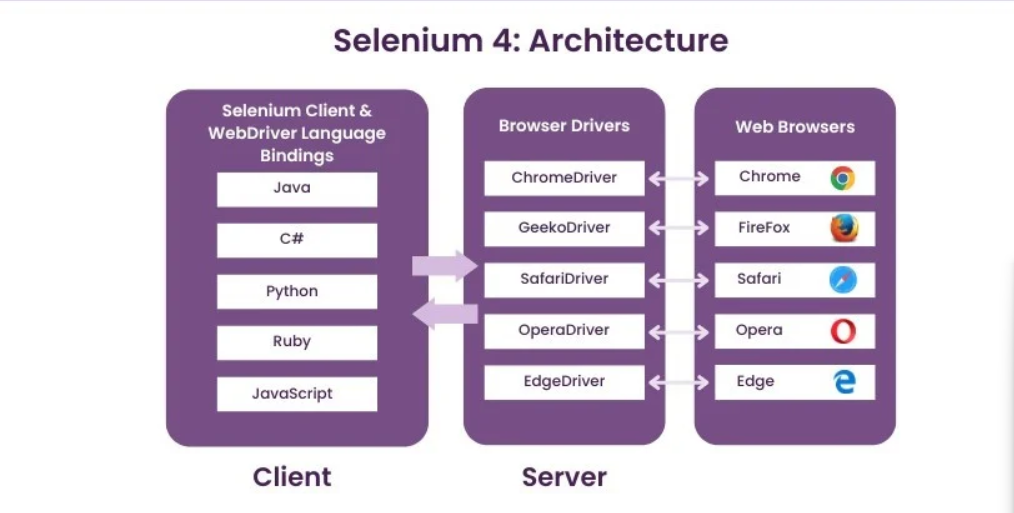 Selenium 4: Architecture
Selenium Client &
WebDriver Language
Bindings
Java
C#
Python
Ruby
JavaScript
Client
Browser Drivers
ChromeDriver
GeekoDriver
SafariDriver
OperaDriver
EdgeDriver
Server
Web Browsers
Chrome
FireFox
Safari
Opera
Edge